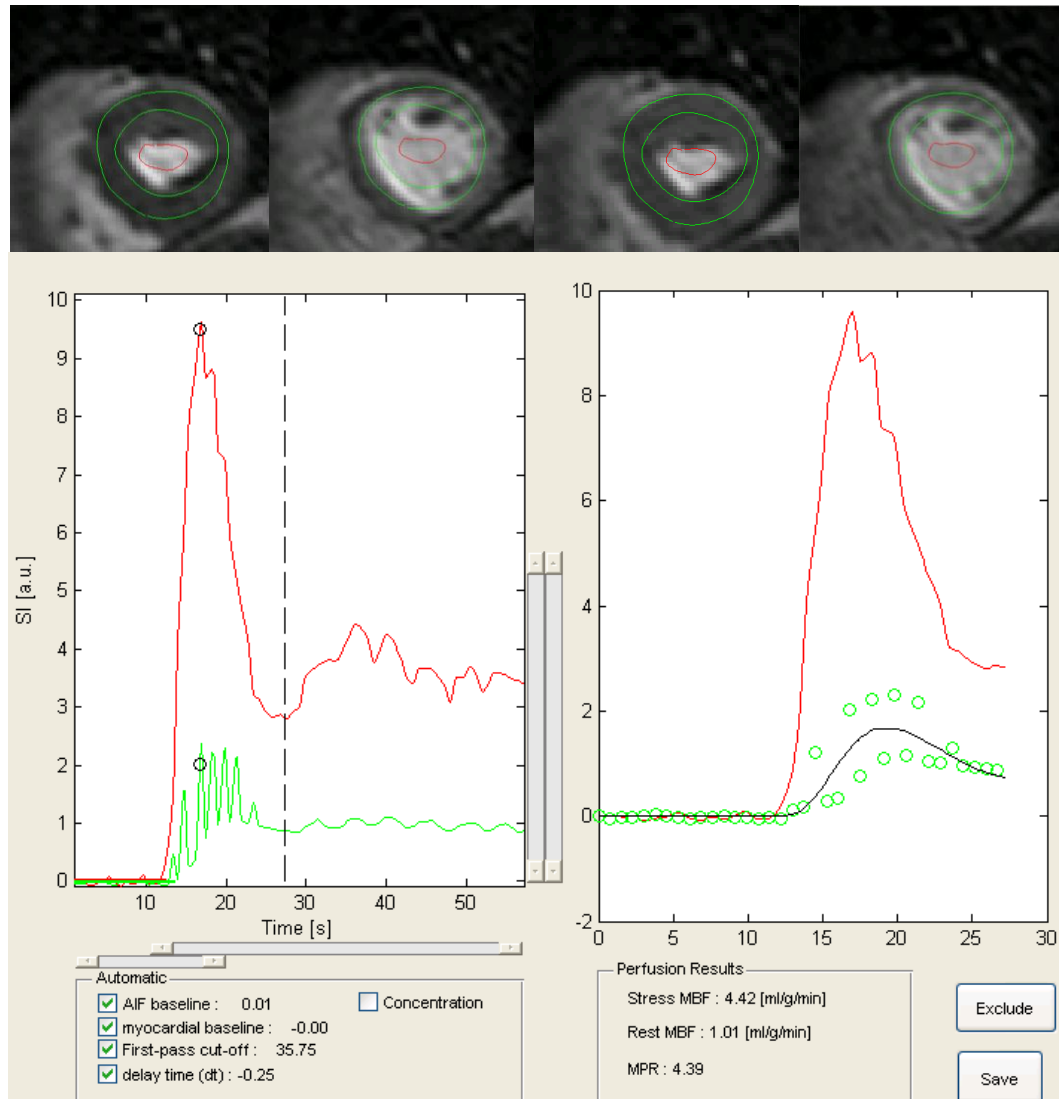 10
9
8
7
6
5
4
3
2
1
0
SI [a.u.]
10 20 30 40 50
Time [s]
10
8
6
4
2
0
-2
0 5 10 15 20 25 30
Automatic
AIF baseline : 0.01
Concentration
myocardial baseline : -0.00
First-pass cut-off : 35.75
delay time (dt) : -0.25
Perfusion Results
Stress MBF : 4.42 [ml/g/min]
Rest MBF : 1.01 [ml/g/min]
MPR : 4.39
Exclude
Save